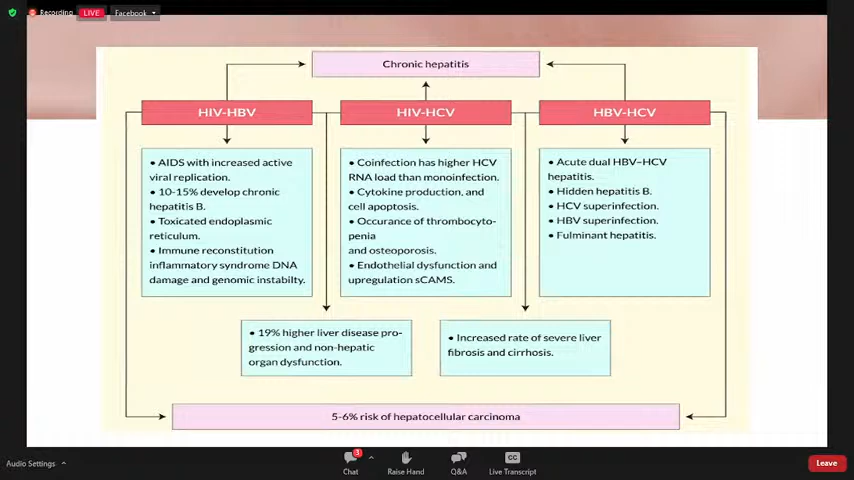 Recording
LIVE
Facebook
Chronic hepatitis
HIV-HBV
HIV-HCV
HBV-HCV
• AIDS with increased active
viral replication.
• 10-15% develop chronic
hepatitis B.
• Toxicated endoplasmic
reticulum.
• Immune reconstitution
inflammatory syndrome DNA
damage and genomic instabilty.
• Coinfection has higher HCV
RNA load than monoinfection.
• Cytokine production, and
cell apoptosis.
• Occurance of thrombocyto-
penia
and osteoporosis.
• Endothelial dysfunction and
upregulation sCAMS.
• Acute dual HBV–HCV
hepatitis.
• Hidden hepatitis B.
• HCV superinfection.
• HBV superinfection.
• Fulminant hepatitis.
• 19% higher liver disease pro-
gression and non-hepatic
organ dysfunction.
• Increased rate of severe liver
fibrosis and cirrhosis.
5-6% risk of hepatocellular carcinoma
Audio Settings
3
Chat
Raise Hand
Q&A
CC
Live Transcript
Leave